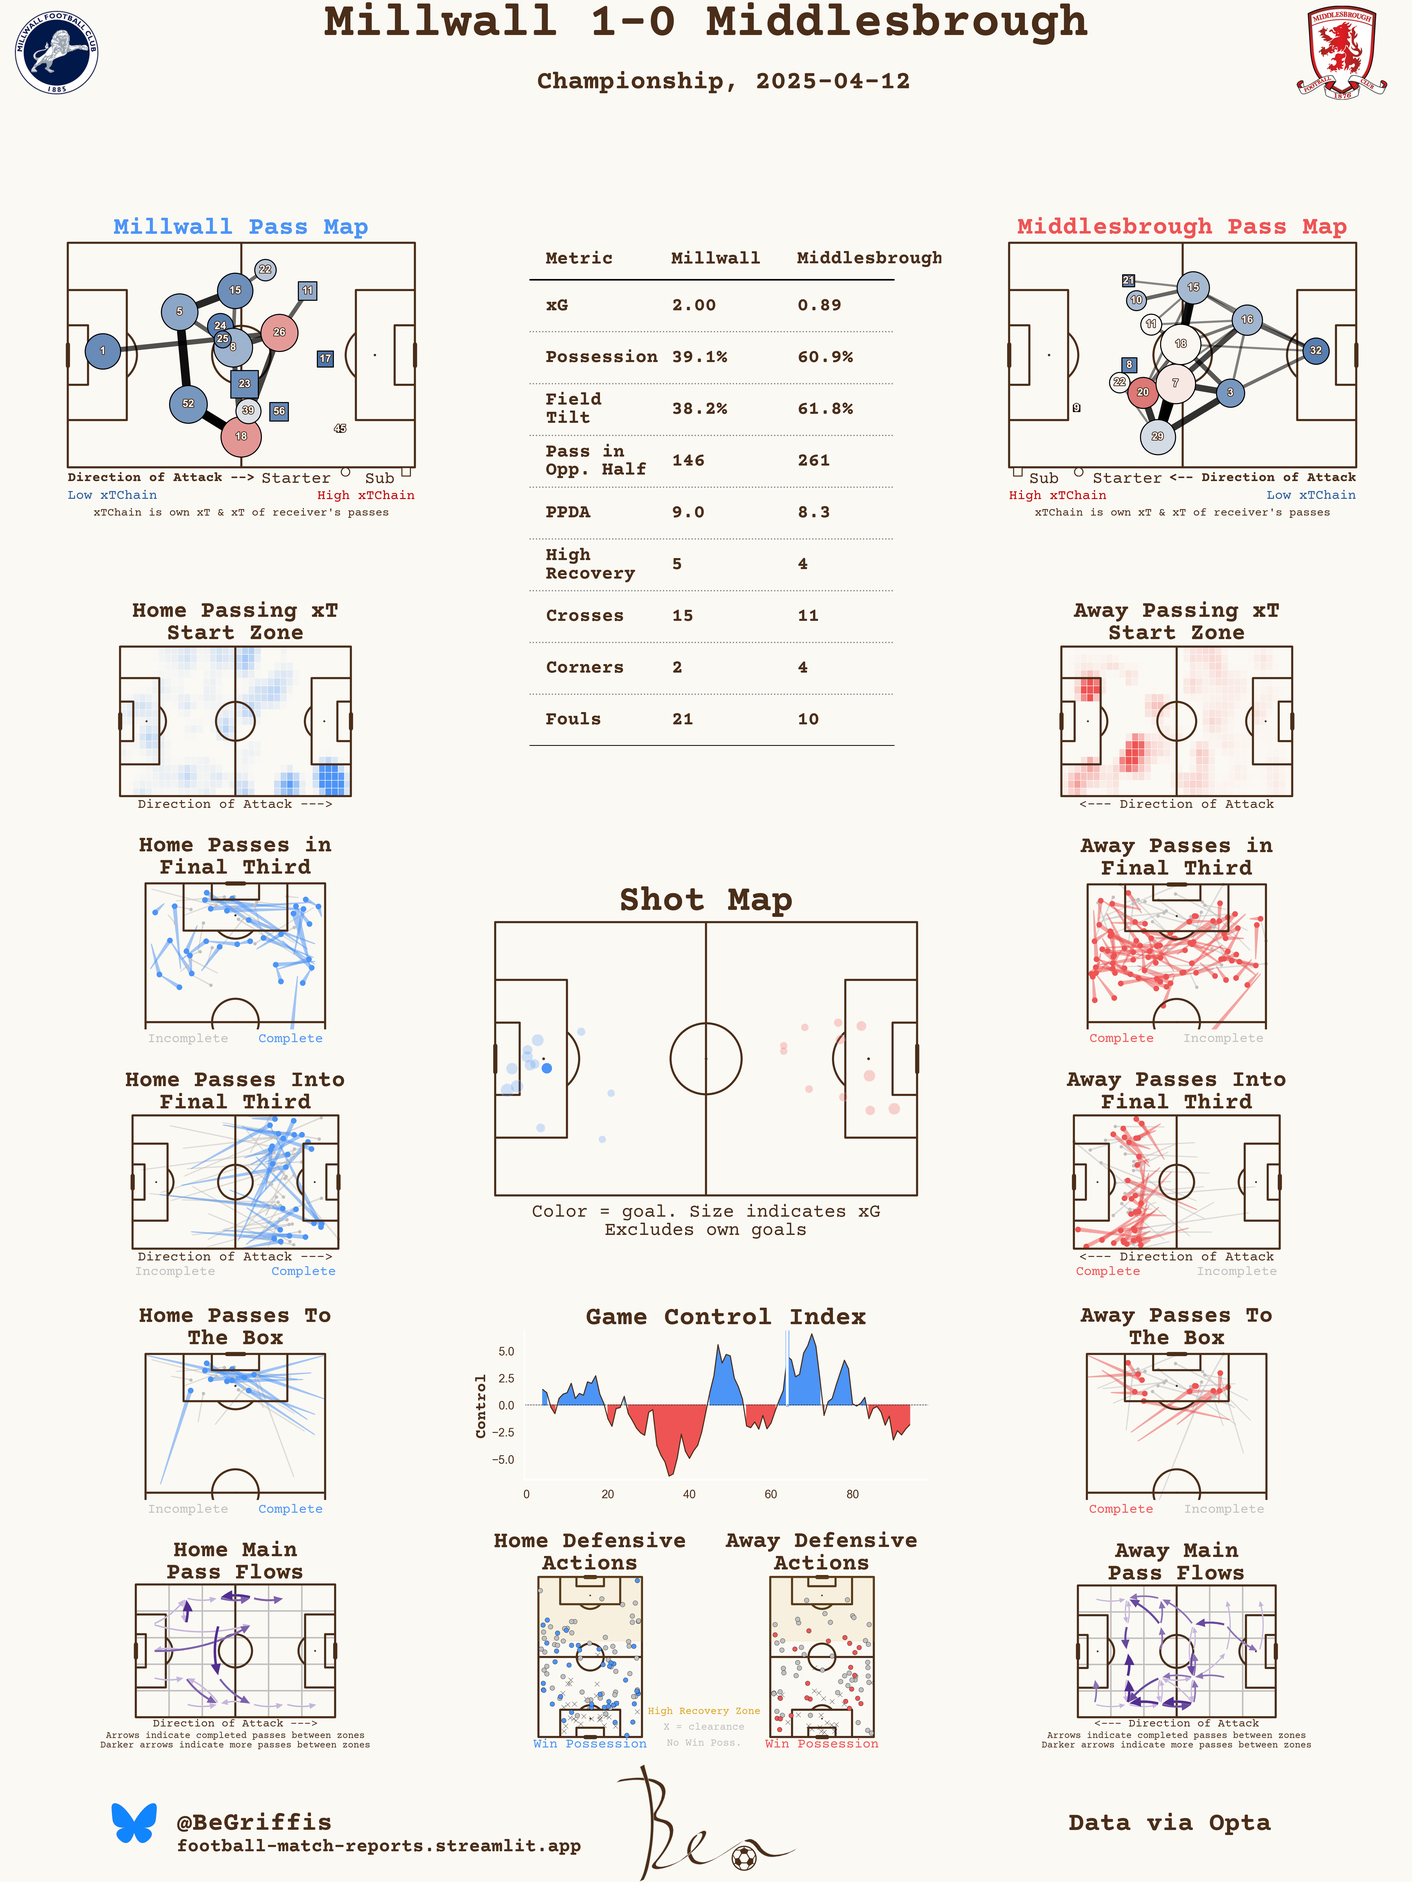 Millwall 1-0 Middlesbrough
Championship, 2025-04-12
MILLWALL FOOTBALL CLUB
1885
MIDDLESBROUGH
FOOTBALL CLUB
1876
Millwall Pass Map
22
15
11
5
24
26
25
8
1
17
23
52
39
56
45
18
Direction of Attack --> Starter Sub
Low xTChain High xTChain
xTChain is own xT & xT of receiver's passes
Metric Millwall Middlesbrough
xG 2.00 0.89
Possession 39.1% 60.9%
Field
Tilt 38.2% 61.8%
Pass in
Opp. Half 146 261
PPDA 9.0 8.3
High
Recovery 5 4
Crosses 15 11
Corners 2 4
Fouls 21 10
Middlesbrough Pass Map
21
15
10
11
16
18
32
8
22
7
20
3
9
29
Sub Starter <-- Direction of Attack
High xTChain Low xTChain
xTChain is own xT & xT of receiver's passes
Home Passing xT
Start Zone
Direction of Attack --->
Away Passing xT
Start Zone
<--- Direction of Attack
Home Passes in
Final Third
Incomplete Complete
Away Passes in
Final Third
Complete Incomplete
Shot Map
Color = goal. Size indicates xG
Excludes own goals
Home Passes Into
Final Third
Direction of Attack --->
Incomplete Complete
Away Passes Into
Final Third
<--- Direction of Attack
Complete Incomplete
Home Passes To
The Box
Incomplete Complete
Game Control Index
Control
5.0
2.5
0.0
−2.5
−5.0
0 20 40 60 80
Away Passes To
The Box
Complete Incomplete
Home Main
Pass Flows
Direction of Attack --->
Arrows indicate completed passes between zones
Darker arrows indicate more passes between zones
Home Defensive
Actions
Win Possession
Away Defensive
Actions
Win Possession
High Recovery Zone
X = clearance
No Win Poss.
Away Main
Pass Flows
<--- Direction of Attack
Arrows indicate completed passes between zones
Darker arrows indicate more passes between zones
@BeGriffis
football-match-reports.streamlit.app
Ben
Data via Opta